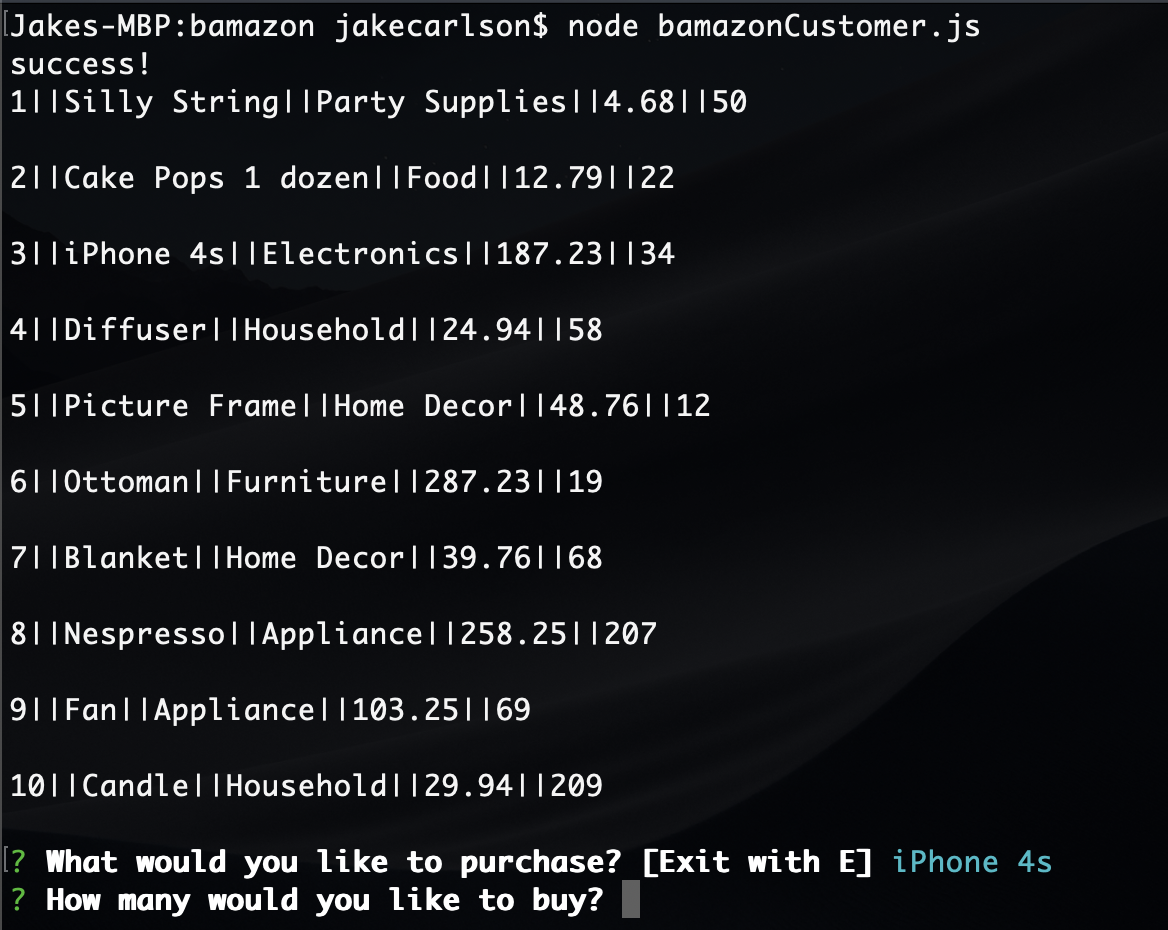 Jakes-MBP:bamazon jakecarlson$ node bamazonCustomer.js
success!
1||Silly String||Party Supplies||4.68||50
2||Cake Pops 1 dozen||Food||12.79||22
3||iPhone 4s||Electronics||187.23||34
4||Diffuser||Household||24.94||58
5||Picture Frame||Home Decor||48.76||12
6||Ottoman||Furniture||287.23||19
7||Blanket||Home Decor||39.76||68
8||Nespresso||Appliance||258.25||207
9||Fan||Appliance||103.25||69
10||Candle||Household||29.94||209
? What would you like to purchase? [Exit with E] iPhone 4s
? How many would you like to buy?